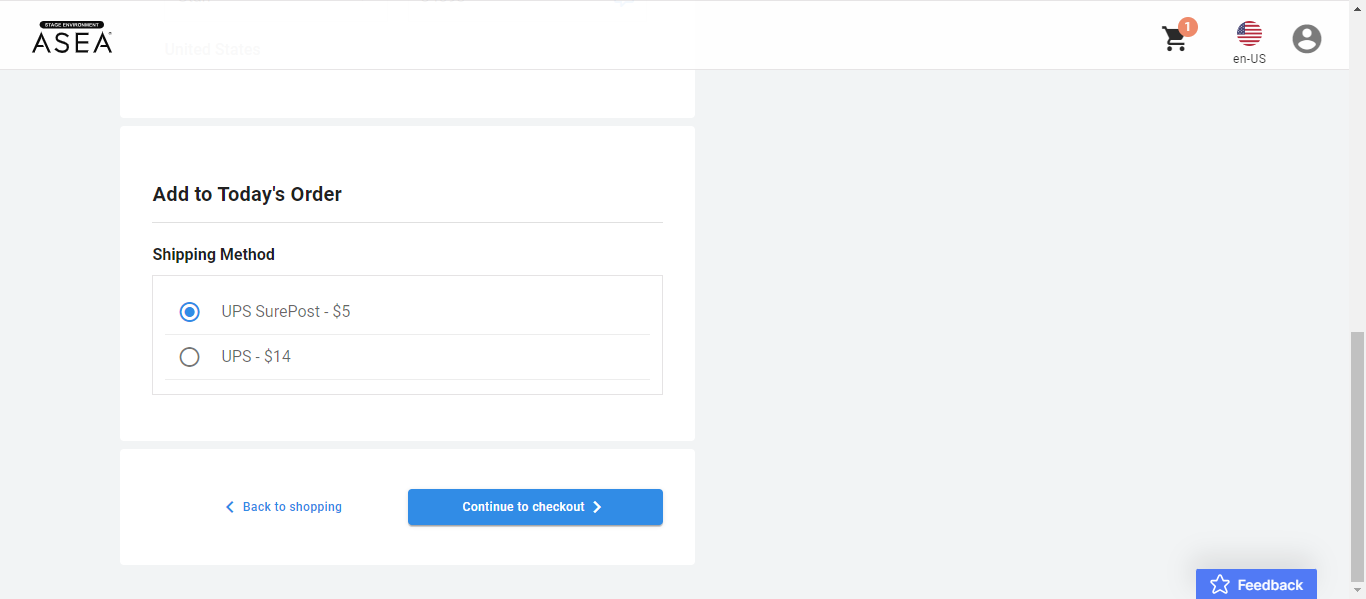 STAGE ENVIRONMENT
ASEA
1
en-US
United States
Add to Today's Order
Shipping Method
UPS SurePost - $5
UPS - $14
Back to shopping
Continue to checkout
Feedback